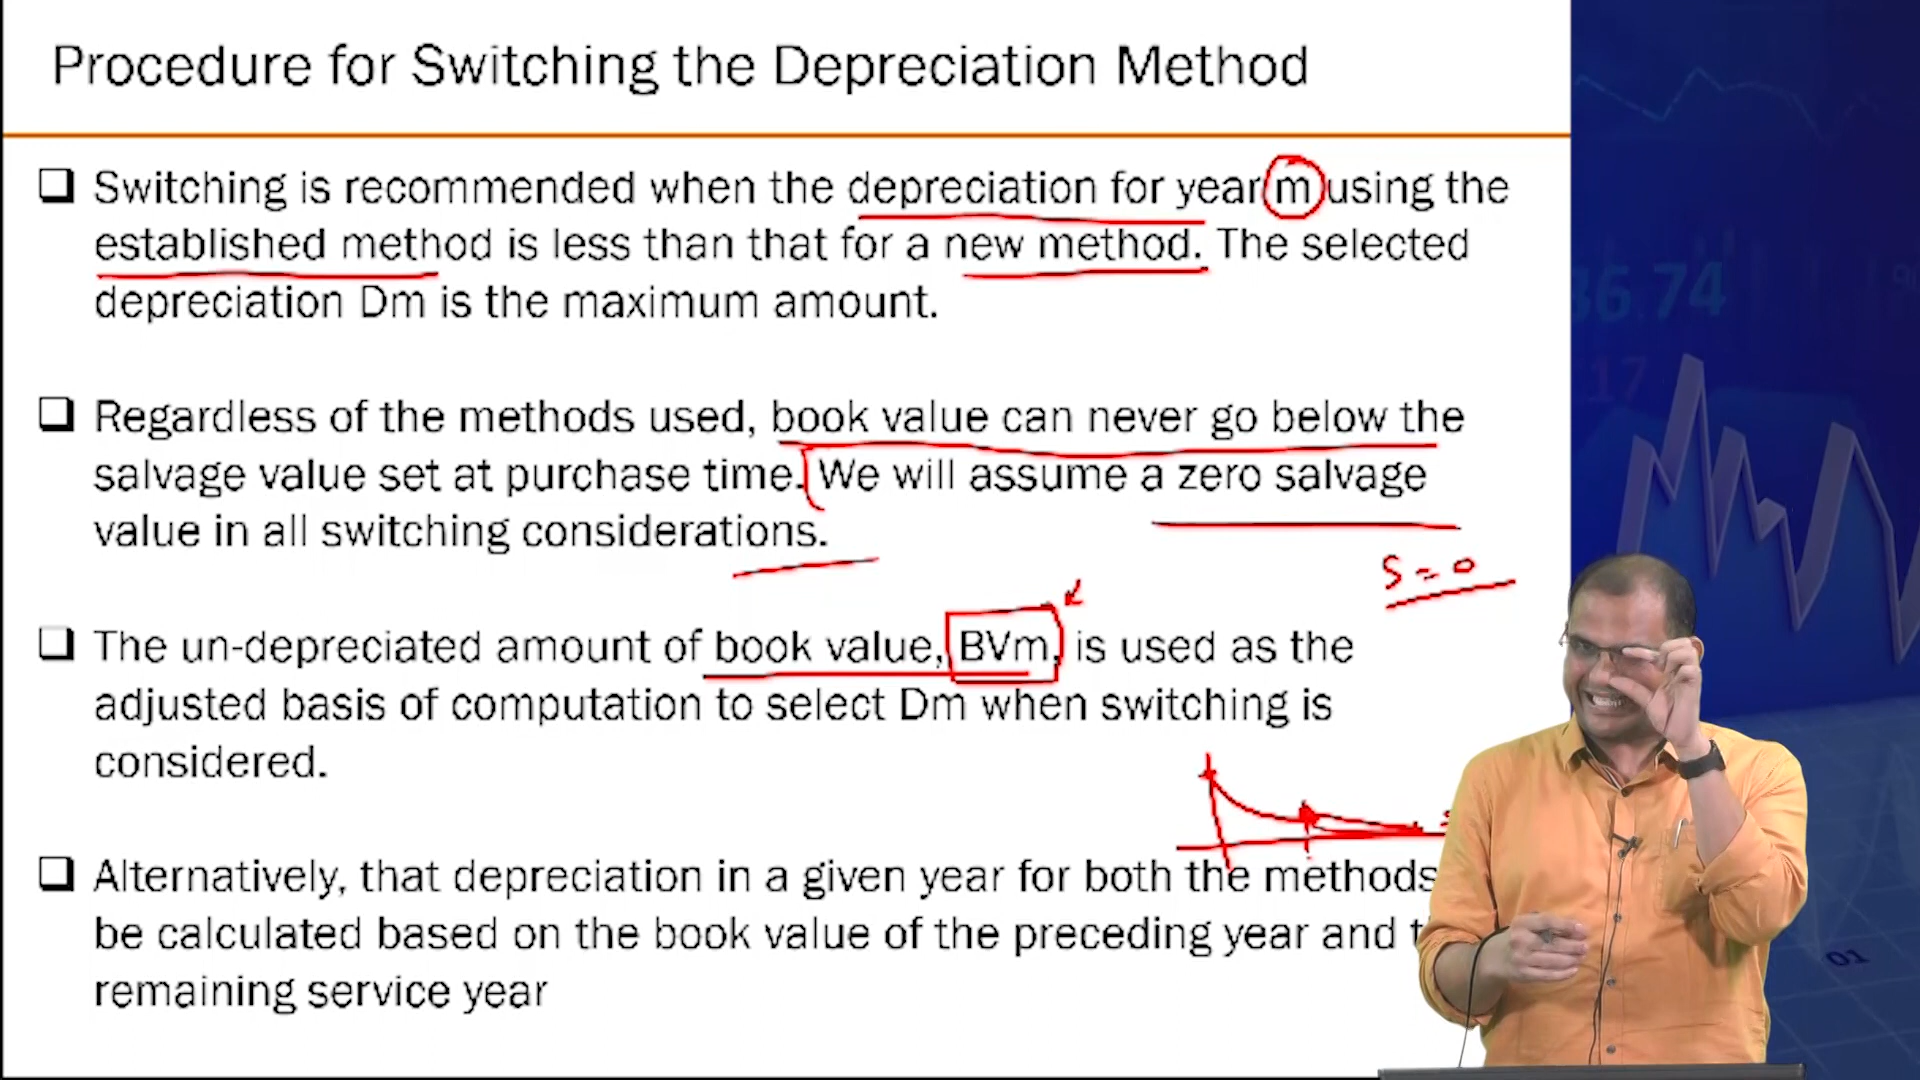 Procedure for Switching the Depreciation Method
Switching is recommended when the depreciation for year m using the
established method is less than that for a new method. The selected
depreciation Dm is the maximum amount.
Regardless of the methods used, book value can never go below the
salvage value set at purchase time. We will assume a zero salvage
value in all switching considerations.
S = 0
The un-depreciated amount of book value, BVm, is used as the
adjusted basis of computation to select Dm when switching is
considered.
Alternatively, that depreciation in a given year for both the methods
be calculated based on the book value of the preceding year and
remaining service year
36.74
17
01